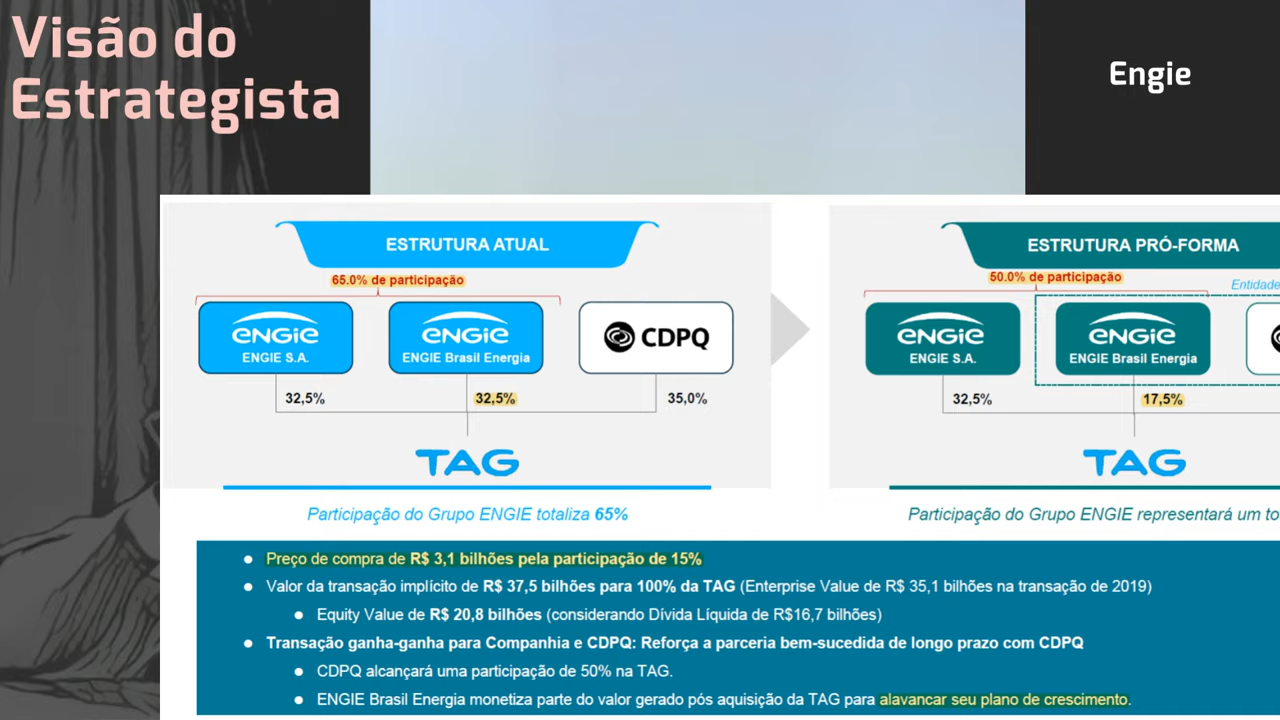 Visão do
Estrategista
Engie
ESTRUTURA ATUAL
65.0% de participação
ENGIE
ENGIE S.A.
ENGIE
ENGIE Brasil Energia
CDPQ
32,5%
32,5%
35,0%
TAG
Participação do Grupo ENGIE totaliza 65%
ESTRUTURA PRÓ-FORMA
50.0% de participação
Entidade
ENGIE
ENGIE S.A.
ENGIE
ENGIE Brasil Energia
32,5%
17,5%
TAG
Participação do Grupo ENGIE representará um to
● Preço de compra de R$ 3,1 bilhões pela participação de 15%
● Valor da transação implícito de R$ 37,5 bilhões para 100% da TAG (Enterprise Value de R$ 35,1 bilhões na transação de 2019)
● Equity Value de R$ 20,8 bilhões (considerando Dívida Líquida de R$16,7 bilhões)
● Transação ganha-ganha para Companhia e CDPQ: Reforça a parceria bem-sucedida de longo prazo com CDPQ
● CDPQ alcançará uma participação de 50% na TAG.
● ENGIE Brasil Energia monetiza parte do valor gerado pós aquisição da TAG para alavancar seu plano de crescimento.